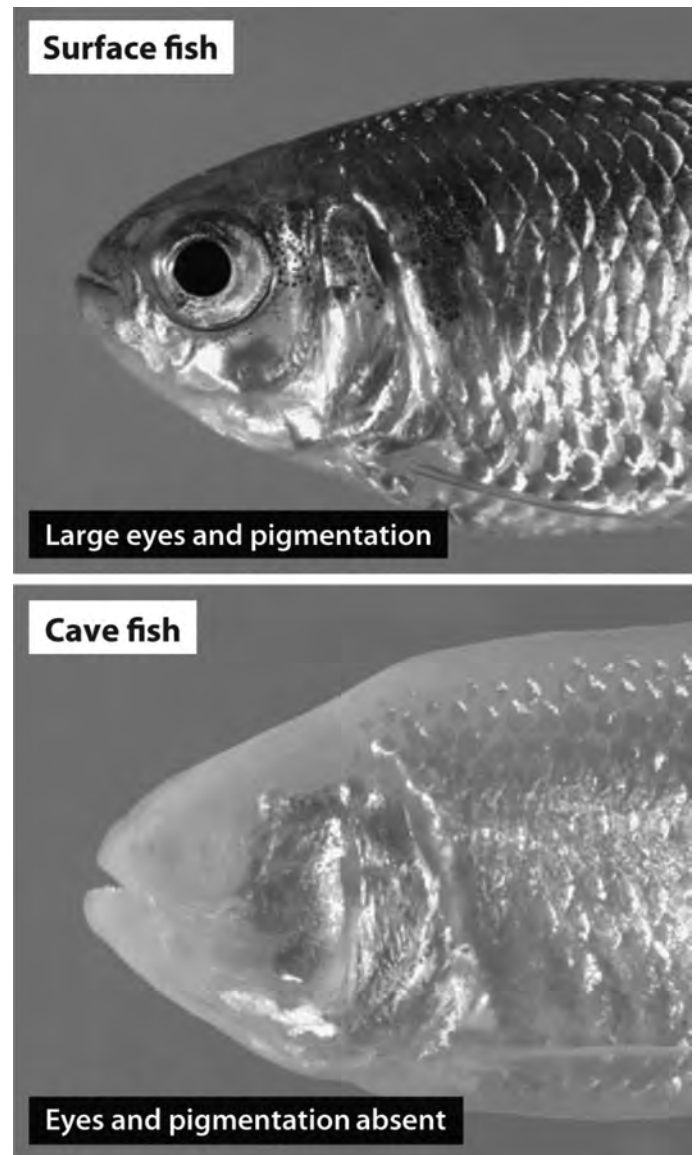 Surface fish
Large eyes and pigmentation
Cave fish
Eyes and pigmentation absent